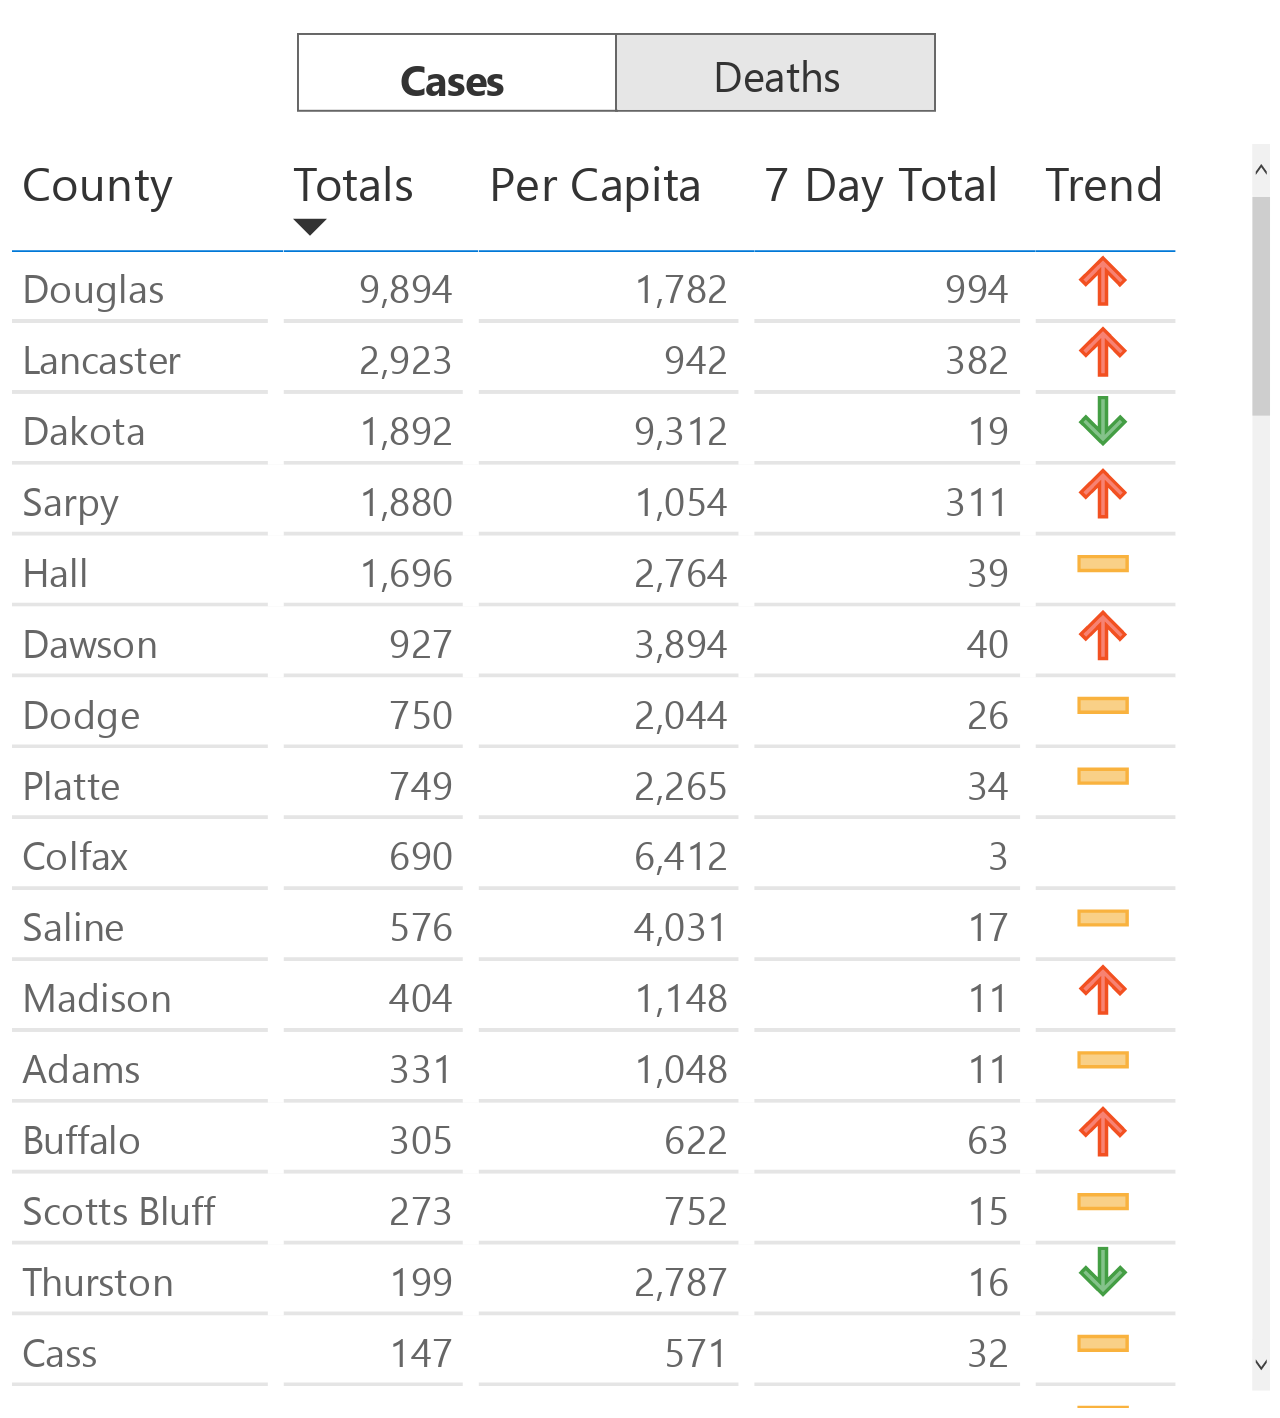 Cases Deaths
County Totals Per Capita 7 Day Total Trend
Douglas 9,894 1,782 994
Lancaster 2,923 942 382
Dakota 1,892 9,312 19
Sarpy 1,880 1,054 311
Hall 1,696 2,764 39
Dawson 927 3,894 40
Dodge 750 2,044 26
Platte 749 2,265 34
Colfax 690 6,412 3
Saline 576 4,031 17
Madison 404 1,148 11
Adams 331 1,048 11
Buffalo 305 622 63
Scotts Bluff 273 752 15
Thurston 199 2,787 16
Cass 147 571 32